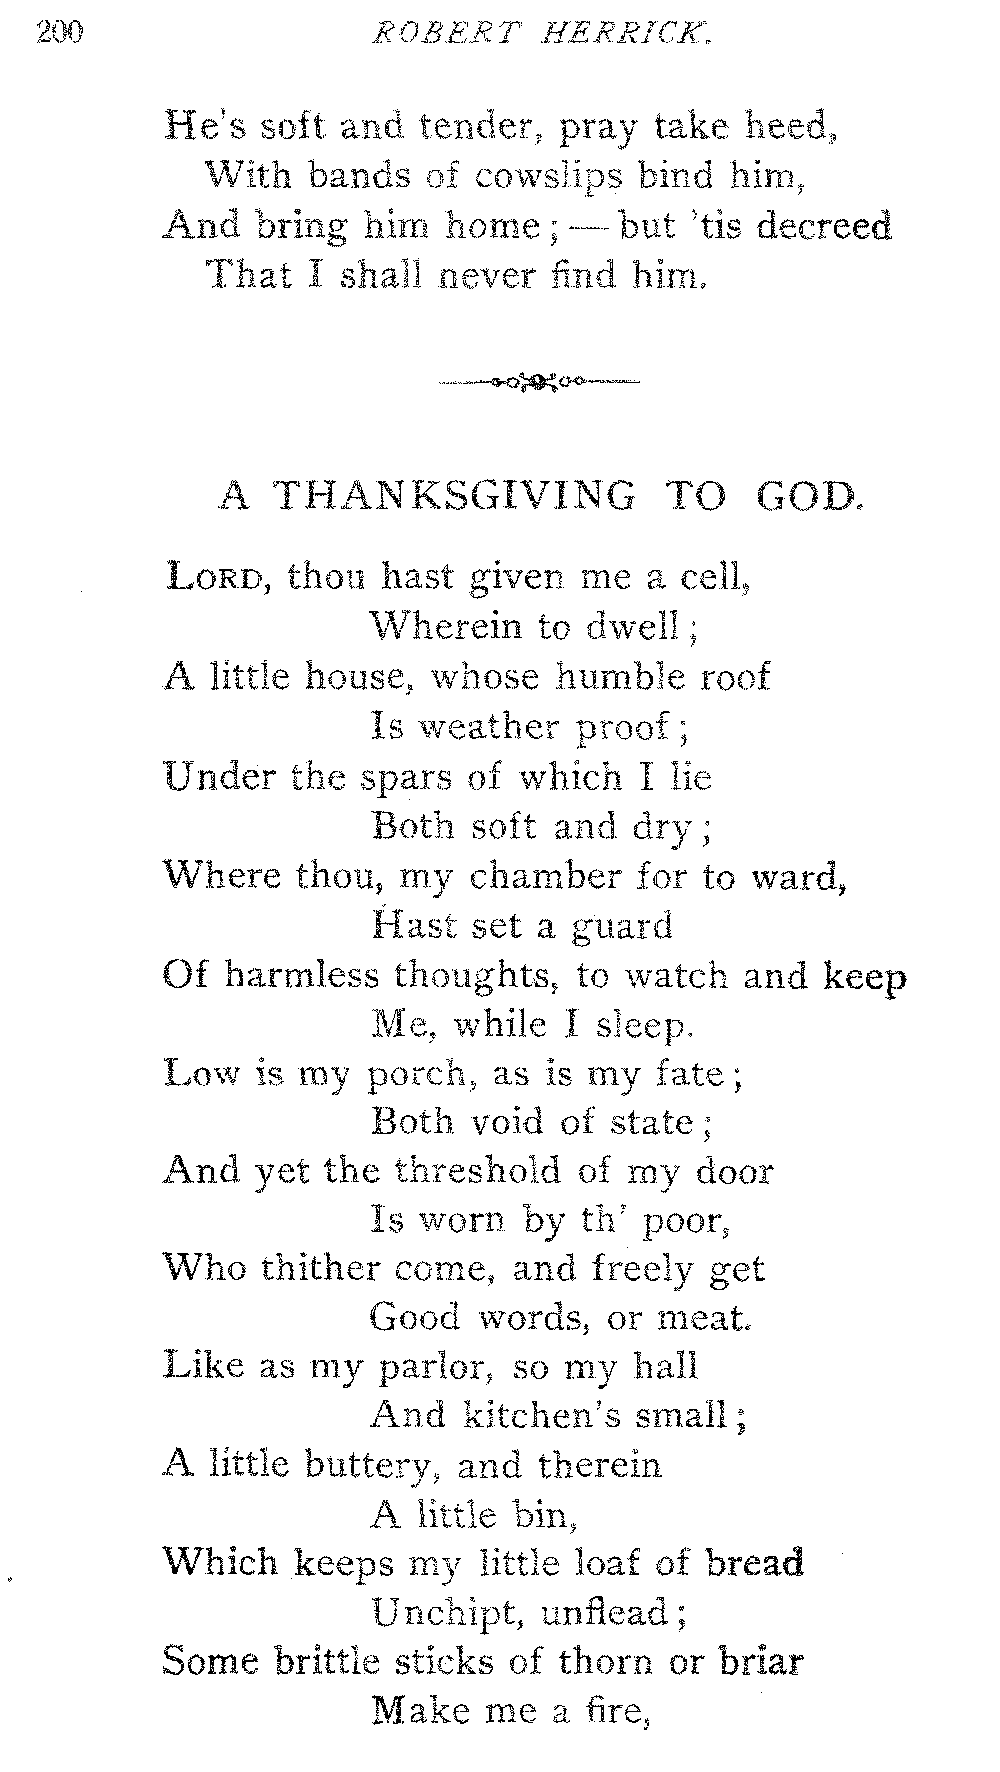 200 ROBERT HERRICK.
He's soft and tender, pray take heed,
With bands of cowslips bind him,
And bring him home; — but 'tis decreed
That I shall never find him.
A THANKSGIVING TO GOD.
LORD, thou hast given me a cell,
Wherein to dwell;
A little house, whose humble roof
Is weather proof;
Under the spars of which I lie
Both soft and dry;
Where thou, my chamber for to ward,
Hast set a guard
Of harmless thoughts, to watch and keep
Me, while I sleep.
Low is my porch, as is my fate;
Both void of state;
And yet the threshold of my door
Is worn by th' poor,
Who thither come, and freely get
Good words, or meat.
Like as my parlor, so my hall
And kitchen's small;
A little buttery, and therein
A little bin,
Which keeps my little loaf of bread
Unchipt, unflead;
Some brittle sticks of thorn or briar
Make me a fire,